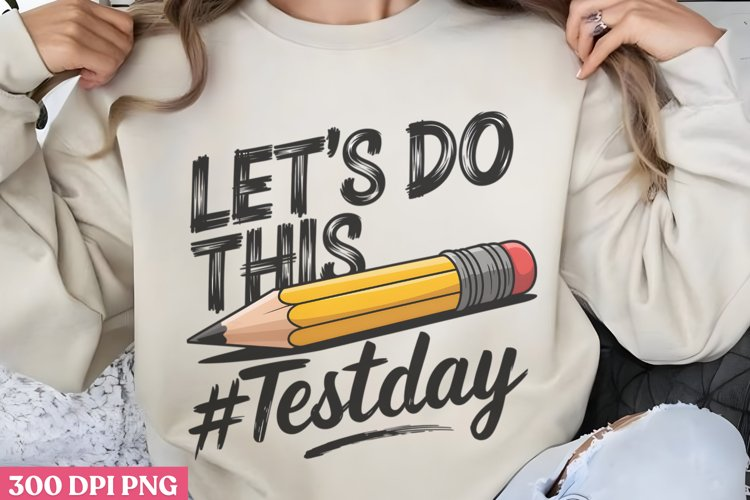 LET'S DO
THIS
#Testday
300 DPI PNG